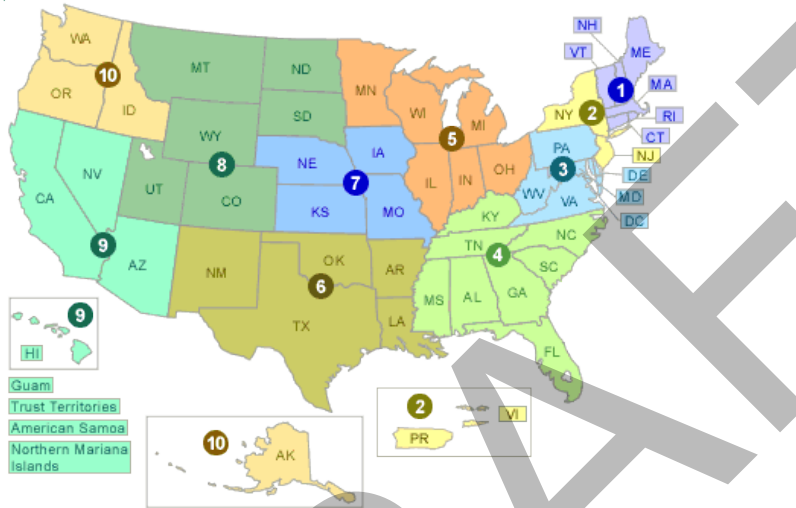 WA
MT
ND
MN
NH
VT
ME
10
OR
ID
SD
WI
MI
1
MA
NY
2
RI
CT
WY
5
PA
NJ
8
NE
IA
3
DE
NV
7
IL
IN
OH
WV
MD
CA
UT
CO
KS
MO
VA
DC
KY
NC
9
TN
4
AZ
NM
OK
AR
SC
6
MS
AL
GA
TX
LA
9
HI
FL
Guam
Trust Territories
American Samoa
Northern Mariana
Islands
2
VI
PR
10
AK